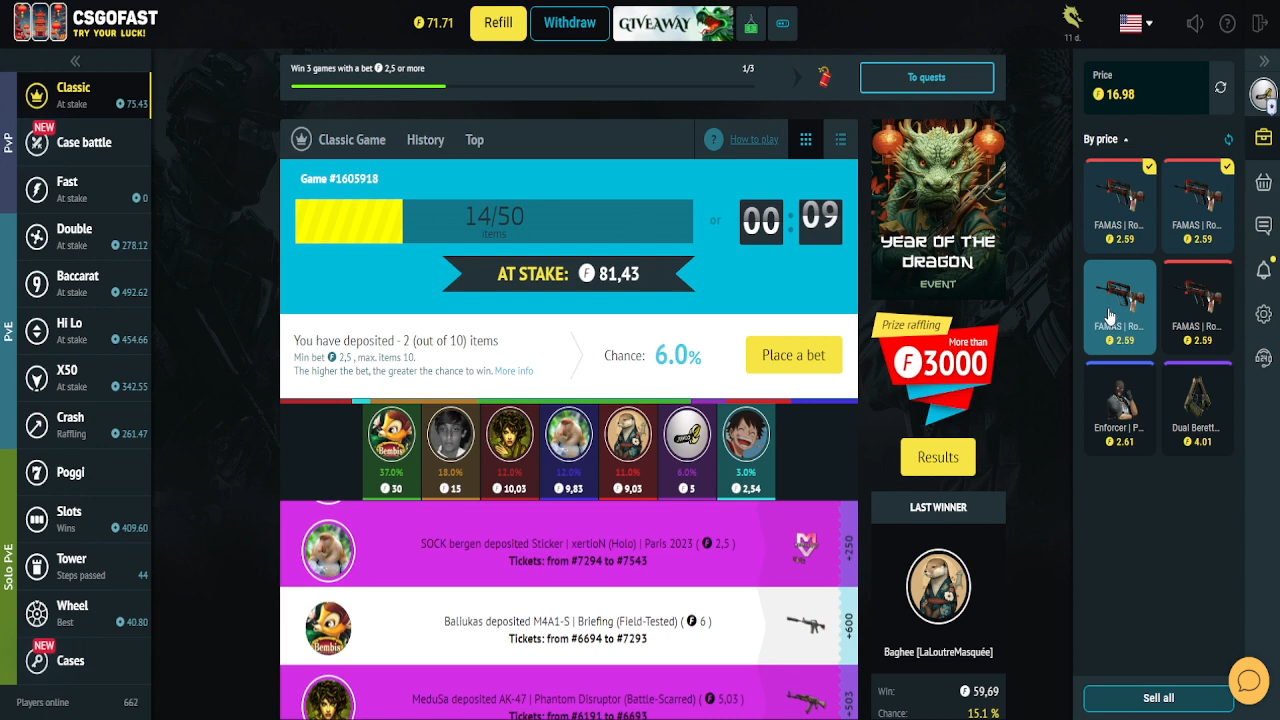 CSGOFAST
TRY YOUR LUCK!
71.71
Refill
Withdraw
GIVEAWAY
11 d.
Win 3 games with a bet F 2,5 or more
1/3
To quests
PvP
PvE
Solo PvE
Classic
At stake
75.43
NEW
Case battle
Fast
At stake
0
Double
At stake
278.12
Baccarat
At stake
492.62
Hi Lo
At stake
454.66
X50
At stake
342.55
Crash
Raffling
261.47
Poggi
Slots
Wins
409.60
Tower
Steps passed
44
Wheel
Best
40.80
NEW
Cases
Players online
662
Classic Game
History
Top
?
How to play
Game #1605918
14/50
items
or
00 : 09
AT STAKE: F 81,43
You have deposited - 2 (out of 10) items
Min bet F 2,5 , max. items 10.
The higher the bet, the greater the chance to win. More info
Chance: 6.0%
Place a bet
Bembis
37.0%
F 30
18.0%
F 15
12.0%
F 10,03
12.0%
F 9,83
11.0%
F 9,03
6.0%
F 5
3.0%
F 2,54
SOCK bergen deposited Sticker | xertioN (Holo) | Paris 2023 ( F 2,5 )
Tickets: from #7294 to #7543
+250
Bembis
Baliukas deposited M4A1-S | Briefing (Field-Tested) ( F 6 )
Tickets: from #6694 to #7293
+600
MeduSa deposited AK-47 | Phantom Disruptor (Battle-Scarred) ( F 5,03 )
Tickets: from #6191 to #6693
+503
YEAR OF THE
DRAGON
EVENT
Prize raffling
More than
F 3000
Results
LAST WINNER
Baghee [LaLoutreMasquée]
Win:
F 59,69
Chance:
15.1 %
Price
F 16.98
By price
FAMAS | Ro...
F 2.59
FAMAS | Ro...
F 2.59
FAMAS | Ro...
F 2.59
FAMAS | Ro...
F 2.59
Enforcer | P...
F 2.61
Dual Berett...
F 4.01
Sell all